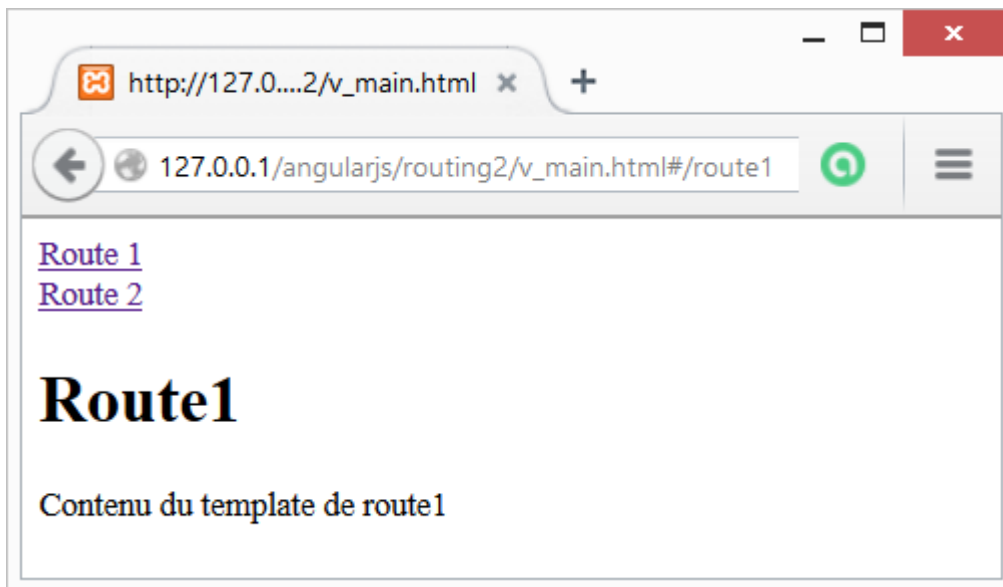 http://127.0....2/v_main.html
127.0.0.1/angularjs/routing2/v_main.html#/route1
Route 1
Route 2
Route1
Contenu du template de route1